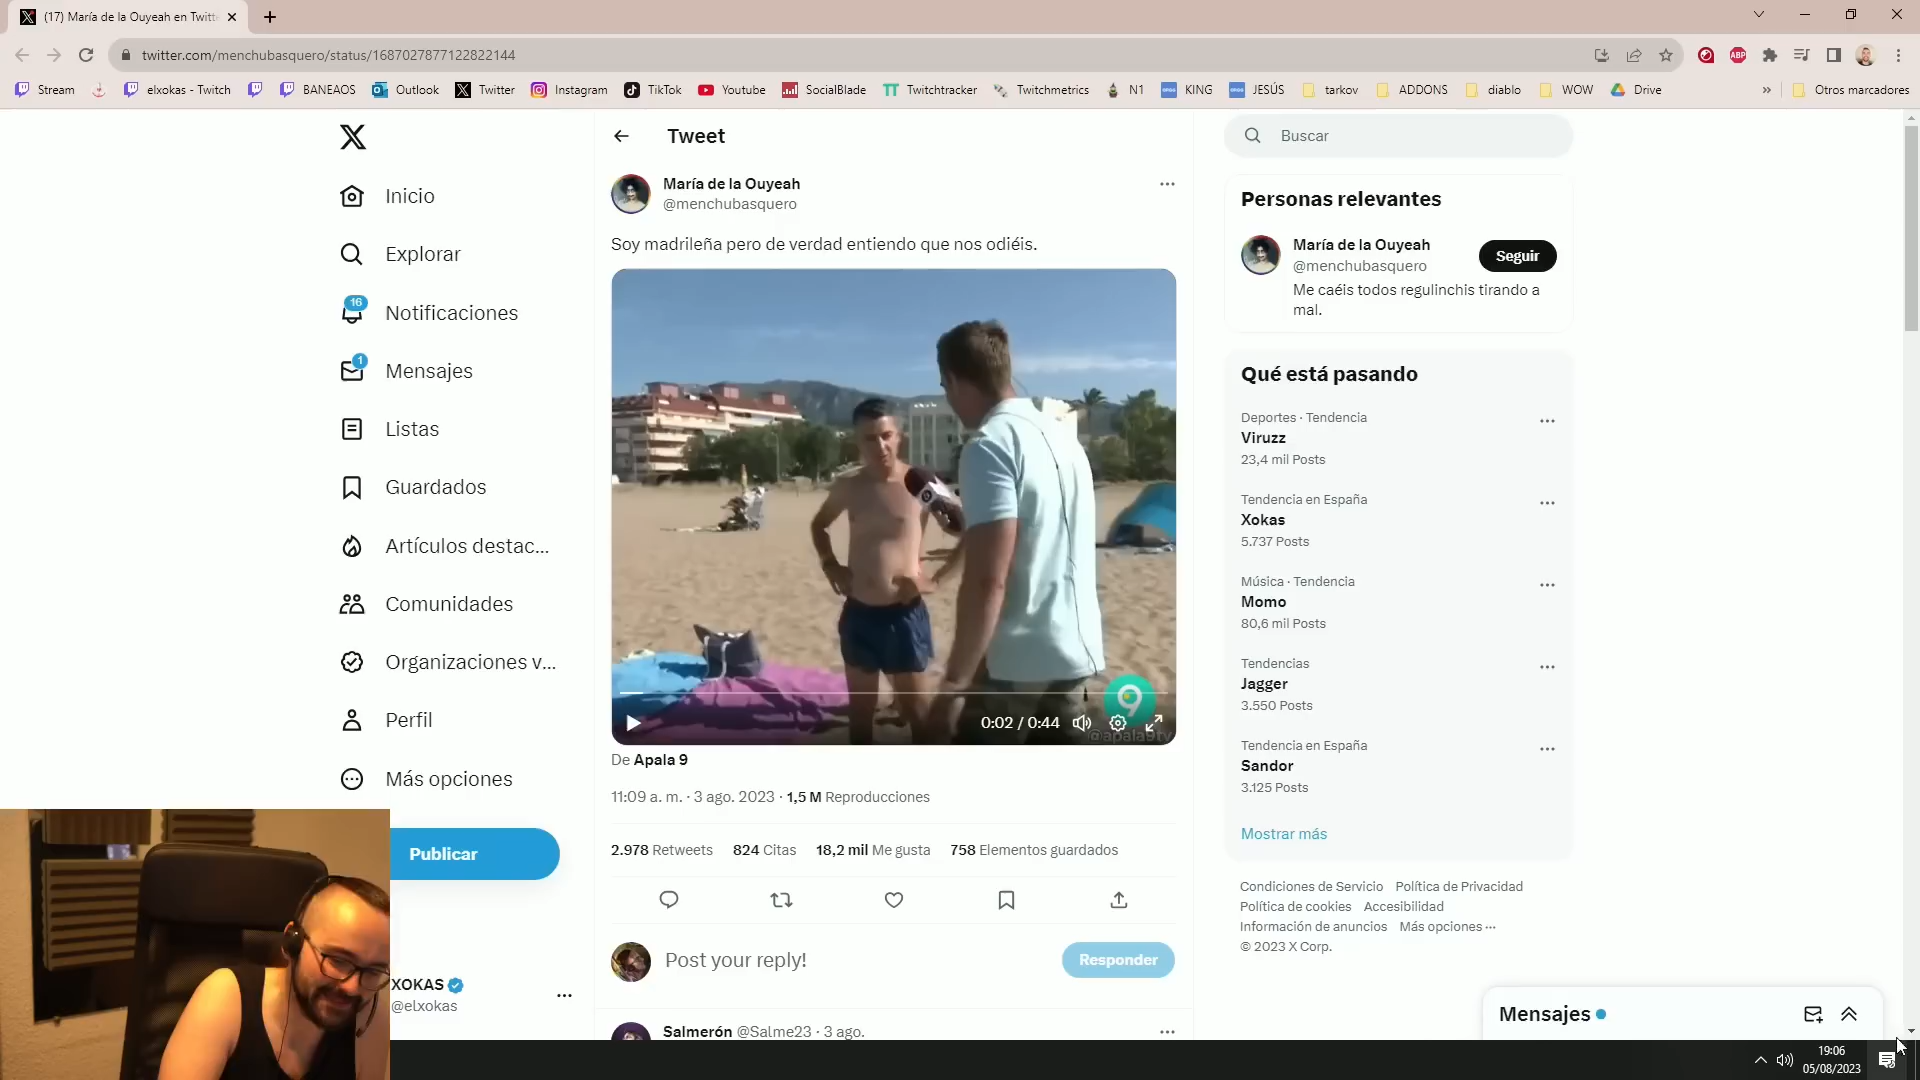 (17) María de la Ouyeah en Twitt
twitter.com/menchubasquero/status/1687027877122822144
ABP
Stream
elxokas - Twitch
BANEAOS
Outlook
Twitter
Instagram
TikTok
Youtube
SocialBlade
Twitchtracker
Twitchmetrics
N1
KING
JESÚS
tarkov
ADDONS
diablo
WOW
Drive
»
Otros marcadores
Inicio
Explorar
16
Notificaciones
1
Mensajes
Listas
Guardados
Artículos destac...
Comunidades
Organizaciones v...
Perfil
Más opciones
Publicar
XOKAS
@elxokas
Tweet
María de la Ouyeah
@menchubasquero
Soy madrileña pero de verdad entiendo que nos odiéis.
9
@apala9tv
0:02 / 0:44
De Apala 9
11:09 a. m. · 3 ago. 2023 · 1,5 M Reproducciones
2.978 Retweets 824 Citas 18,2 mil Me gusta 758 Elementos guardados
Post your reply!
Responder
Salmerón @Salme23 · 3 ago.
Buscar
Personas relevantes
María de la Ouyeah
@menchubasquero
Seguir
Me caéis todos regulinchis tirando a
mal.
Qué está pasando
Deportes · Tendencia
Viruzz
23,4 mil Posts
Tendencia en España
Xokas
5.737 Posts
Música · Tendencia
Momo
80,6 mil Posts
Tendencias
Jagger
3.550 Posts
Tendencia en España
Sandor
3.125 Posts
Mostrar más
Condiciones de Servicio Política de Privacidad
Política de cookies Accesibilidad
Información de anuncios Más opciones ···
© 2023 X Corp.
Mensajes
19:06
05/08/2023